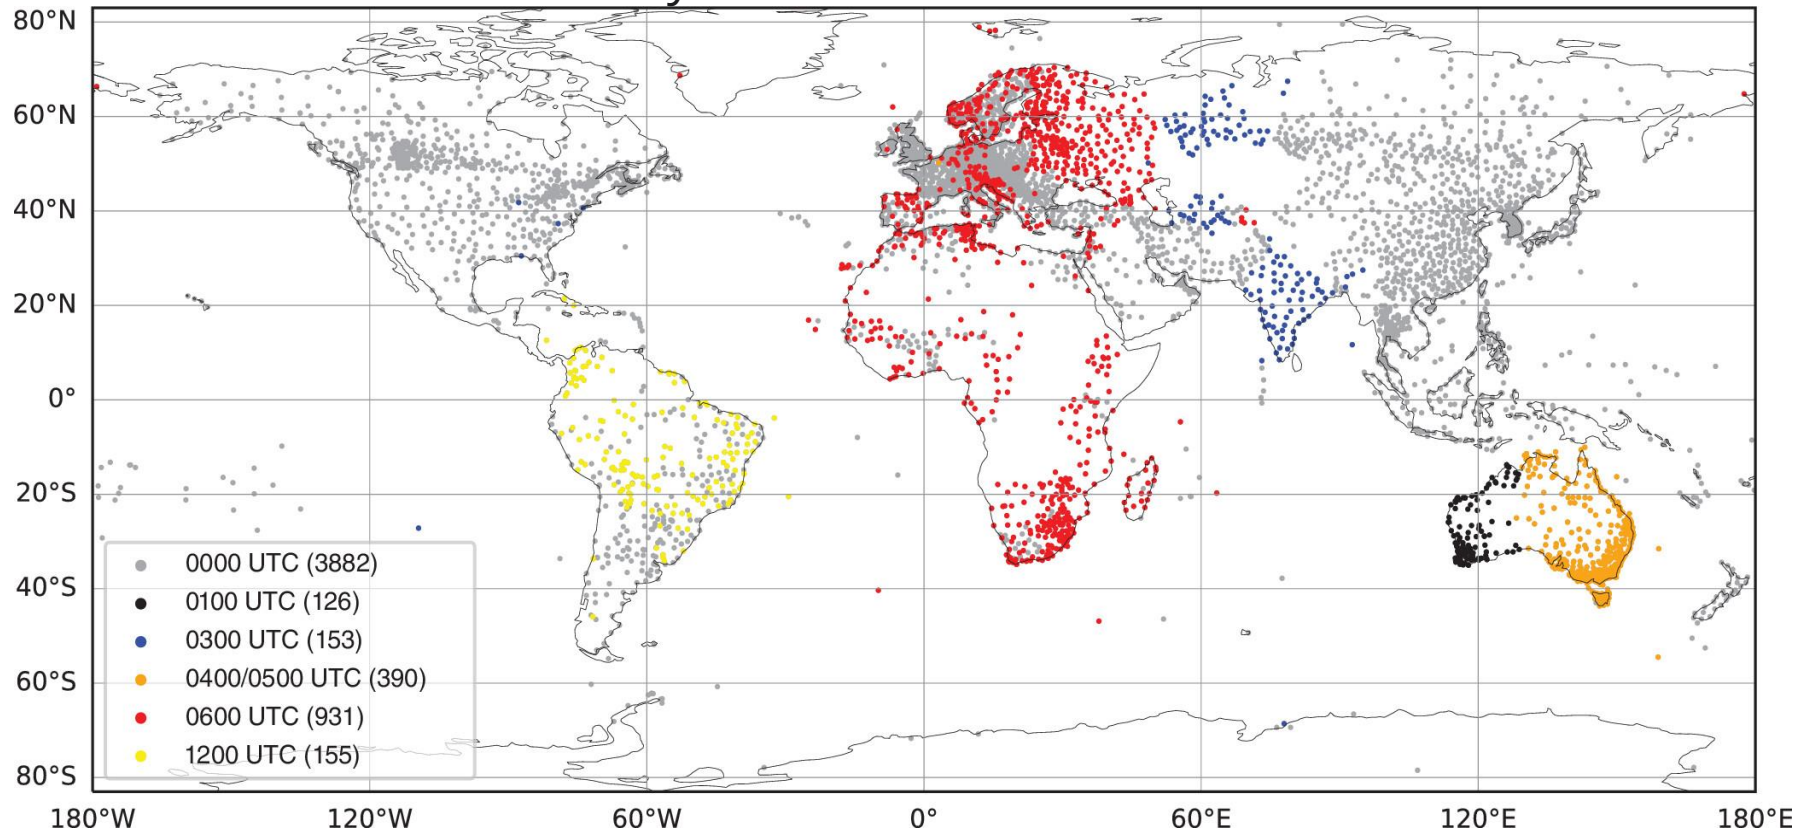 80°N
60°N
40°N
20°N
0°
20°S
40°S
60°S
80°S
0000 UTC (3882)
0100 UTC (126)
0300 UTC (153)
0400/0500 UTC (390)
0600 UTC (931)
1200 UTC (155)
180°W 120°W 60°W 0° 60°E 120°E 180°E